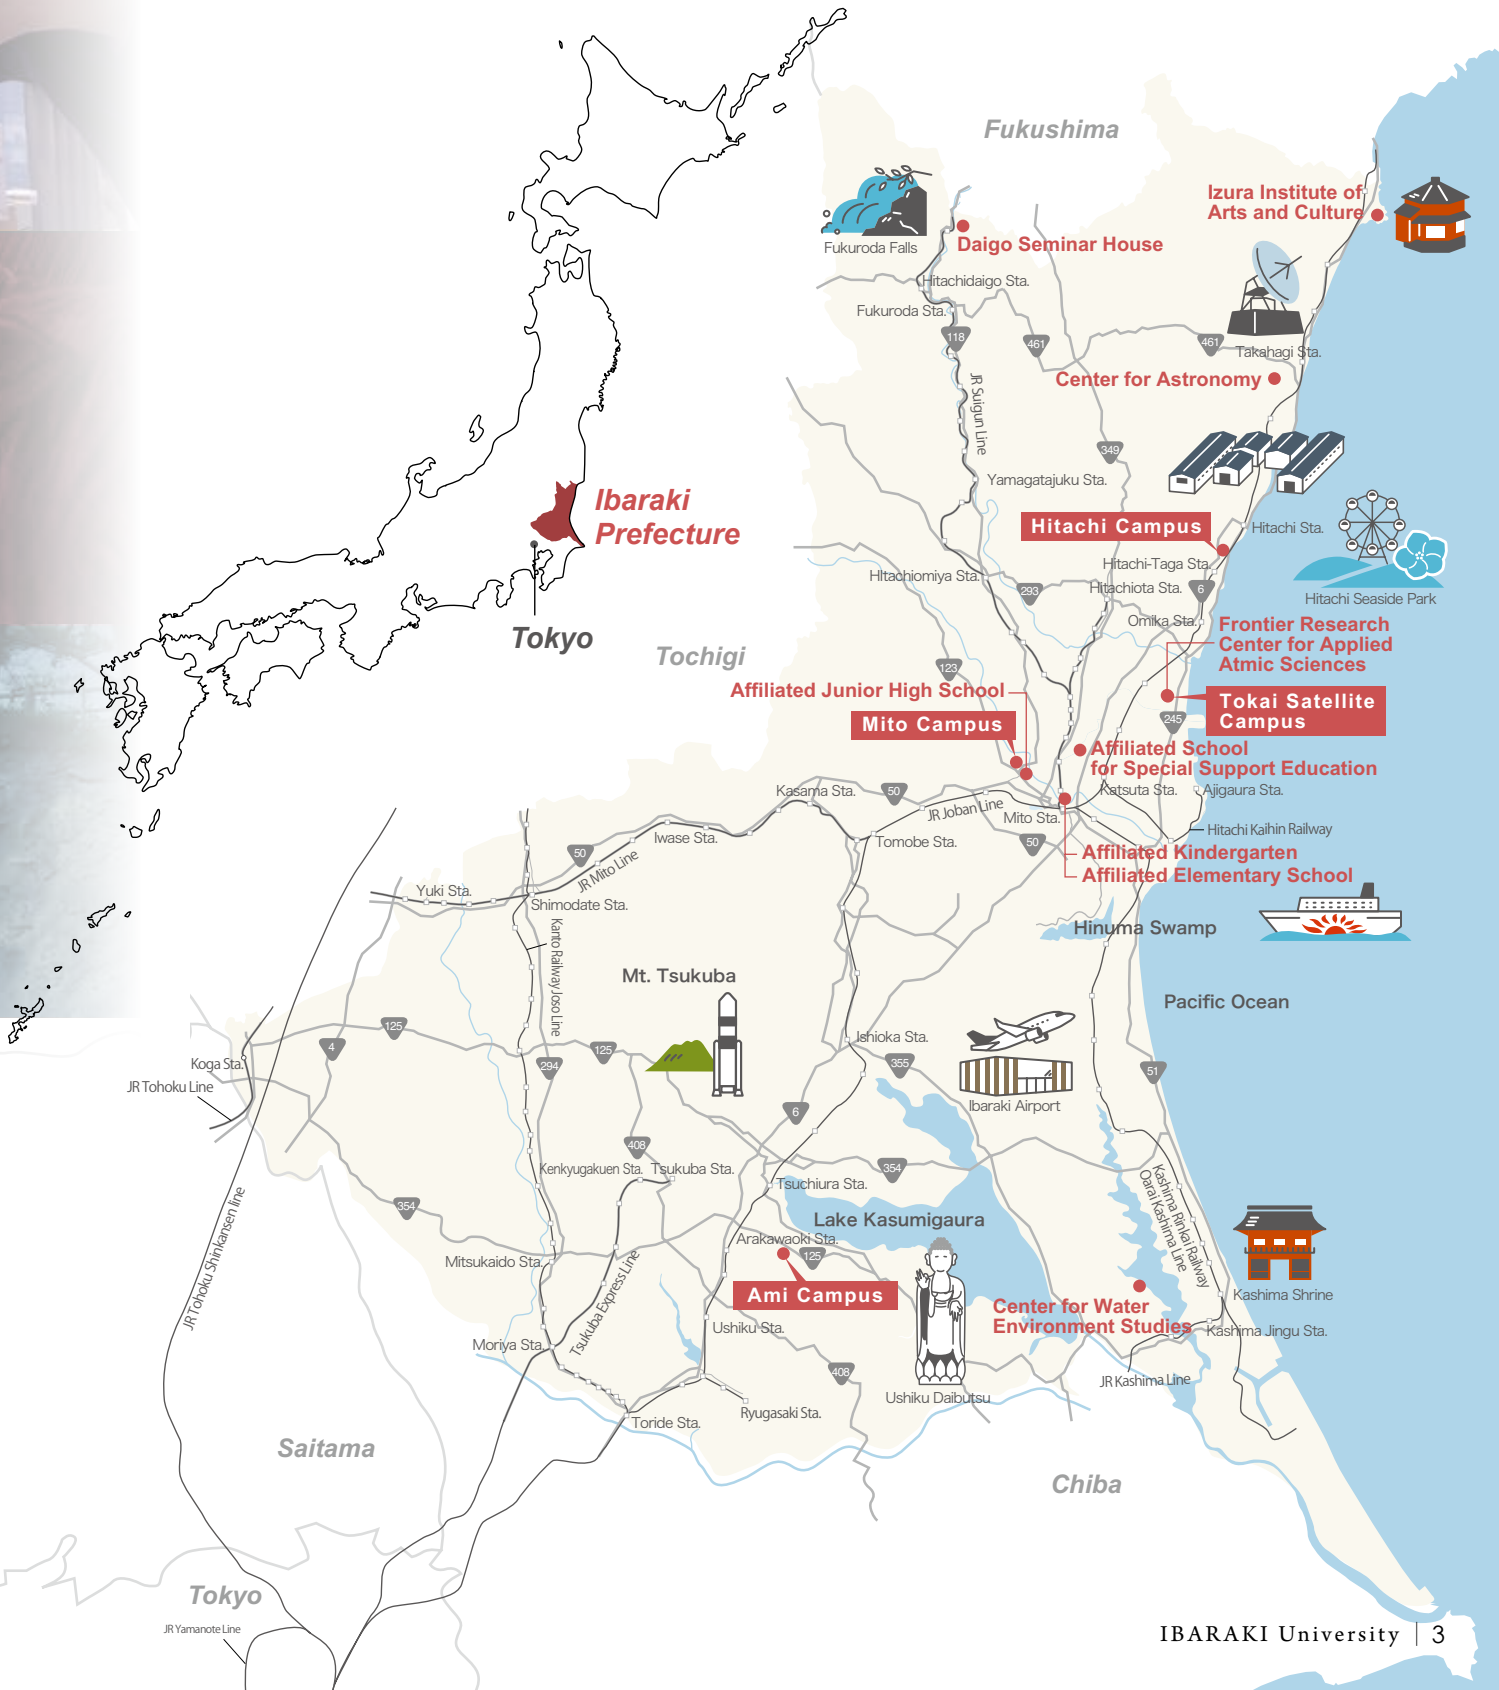 Fukushima
Izura Institute of
Arts and Culture
Fukuroda Falls
Daigo Seminar House
Hitachidaigo Sta.
Fukuroda Sta.
118
461
461
Takahagi Sta.
Center for Astronomy
JR Suigun Line
349
Yamagatajuku Sta.
Ibaraki
Prefecture
Hitachi Campus
Hitachi Sta.
Hitachi-Taga Sta.
HItachiomiya Sta.
293
Hitachiota Sta.
6
Hitachi Seaside Park
Omika Sta.
Tokyo
Tochigi
Frontier Research
Center for Applied
Atmic Sciences
123
Affiliated Junior High School
Mito Campus
Tokai Satellite
Campus
245
Affiliated School
for Special Support Education
Kasama Sta.
50
JR Joban Line
Mito Sta.
Katsuta Sta.
Ajigaura Sta.
Iwase Sta.
Tomobe Sta.
50
Hitachi Kaihin Railway
50
JR Mito Line
Affiliated Kindergarten
Affiliated Elementary School
Yuki Sta.
Shimodate Sta.
Kanto Railway Joso Line
Hinuma Swamp
Mt. Tsukuba
Pacific Ocean
125
4
Koga Sta.
JR Tohoku Line
294
125
Ishioka Sta.
355
Ibaraki Airport
51
6
408
Kenkyugakuen Sta.
Tsukuba Sta.
354
Tsuchiura Sta.
354
Lake Kasumigaura
Kashima Rinkai Railway
Oarai Kashima Line
JR Tohoku Shinkansen line
Mitsukaido Sta.
Arakawaoki Sta.
125
Ami Campus
Tsukuba Express Line
Center for Water
Environment Studies
Kashima Shrine
Moriya Sta.
Ushiku Sta.
Kashima Jingu Sta.
408
JR Kashima Line
Ushiku Daibutsu
Ryugasaki Sta.
Toride Sta.
Saitama
Chiba
Tokyo
JR Yamanote Line
IBARAKI University | 3